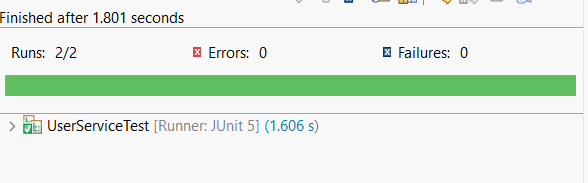 Finished after 1.801 seconds
Runs: 2/2 Errors: 0 Failures: 0
UserServiceTest [Runner: JUnit 5] (1.606 s)